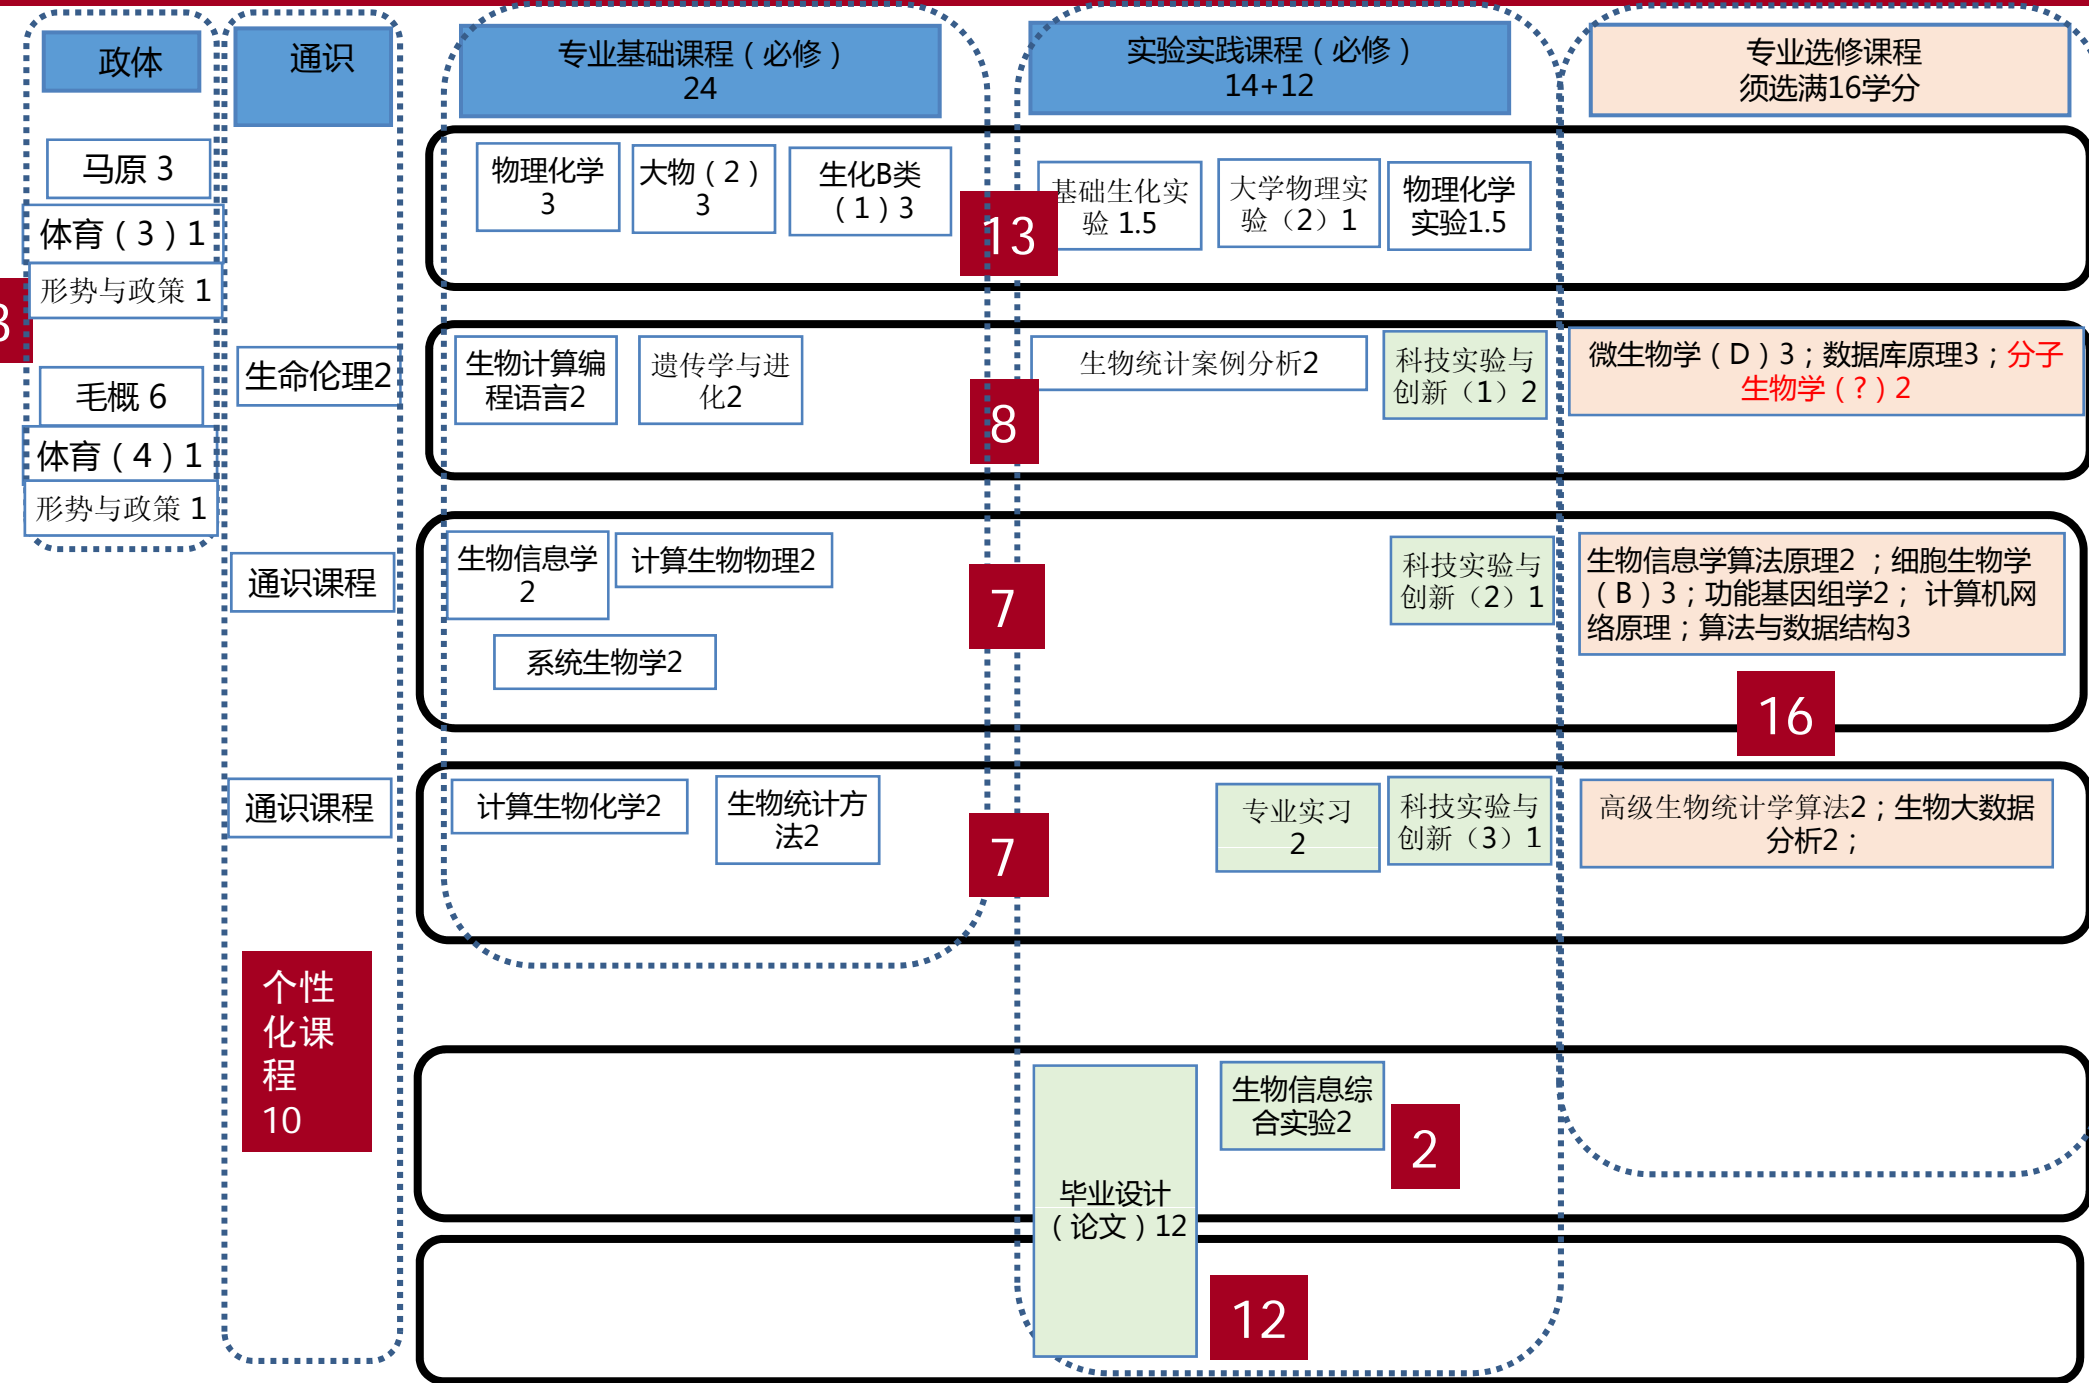 政体
通识
专业基础课程（必修）
24
实验实践课程（必修）
14+12
专业选修课程
须选满16学分
马原 3
体育（3）1
形势与政策 1
物理化学
3
大物（2）
3
生化B类
（1）3
13
基础生化实
验 1.5
大学物理实
验（2）1
物理化学
实验1.5
毛概 6
体育（4）1
形势与政策 1
生命伦理2
生物计算编
程语言2
遗传学与进
化2
8
生物统计案例分析2
科技实验与
创新（1）2
微生物学（D）3；数据库原理3；分子
生物学（?）2
通识课程
生物信息学
2
计算生物物理2
系统生物学2
7
科技实验与
创新（2）1
生物信息学算法原理2 ；细胞生物学
（B）3；功能基因组学2； 计算机网
络原理；算法与数据结构3
16
通识课程
计算生物化学2
生物统计方
法2
7
专业实习
2
科技实验与
创新（3）1
高级生物统计学算法2；生物大数据
分析2；
个性
化课
程
10
毕业设计
（论文）12
生物信息综
合实验2
2
12